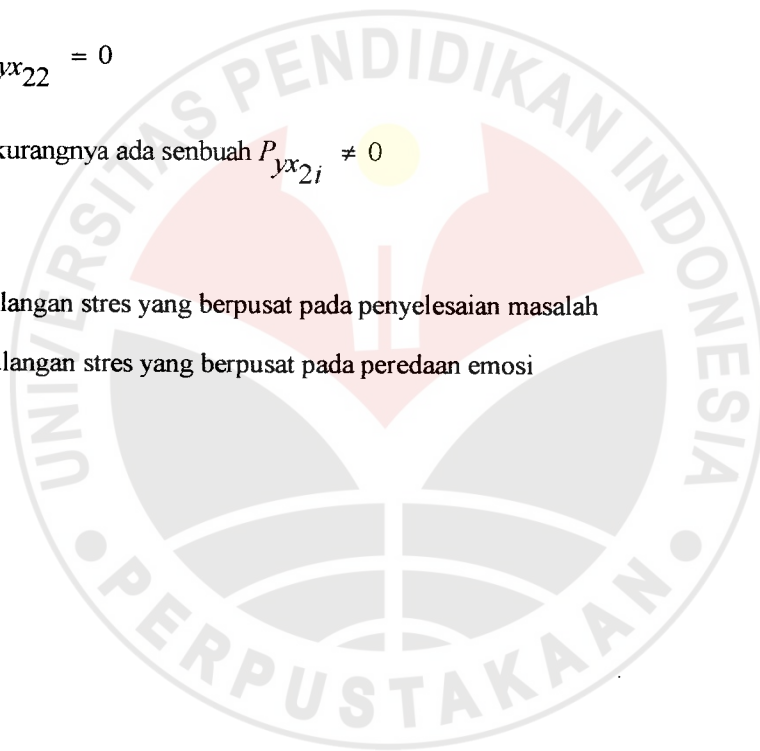 yx22 = 0
kurangnya ada senbuah Pyx2i ≠ 0
langan stres yang berpusat pada penyelesaian masalah
langan stres yang berpusat pada peredaan emosi
UNIVERSITAS PENDIDIKAN INDONESIA
PERPUSTAKAAN